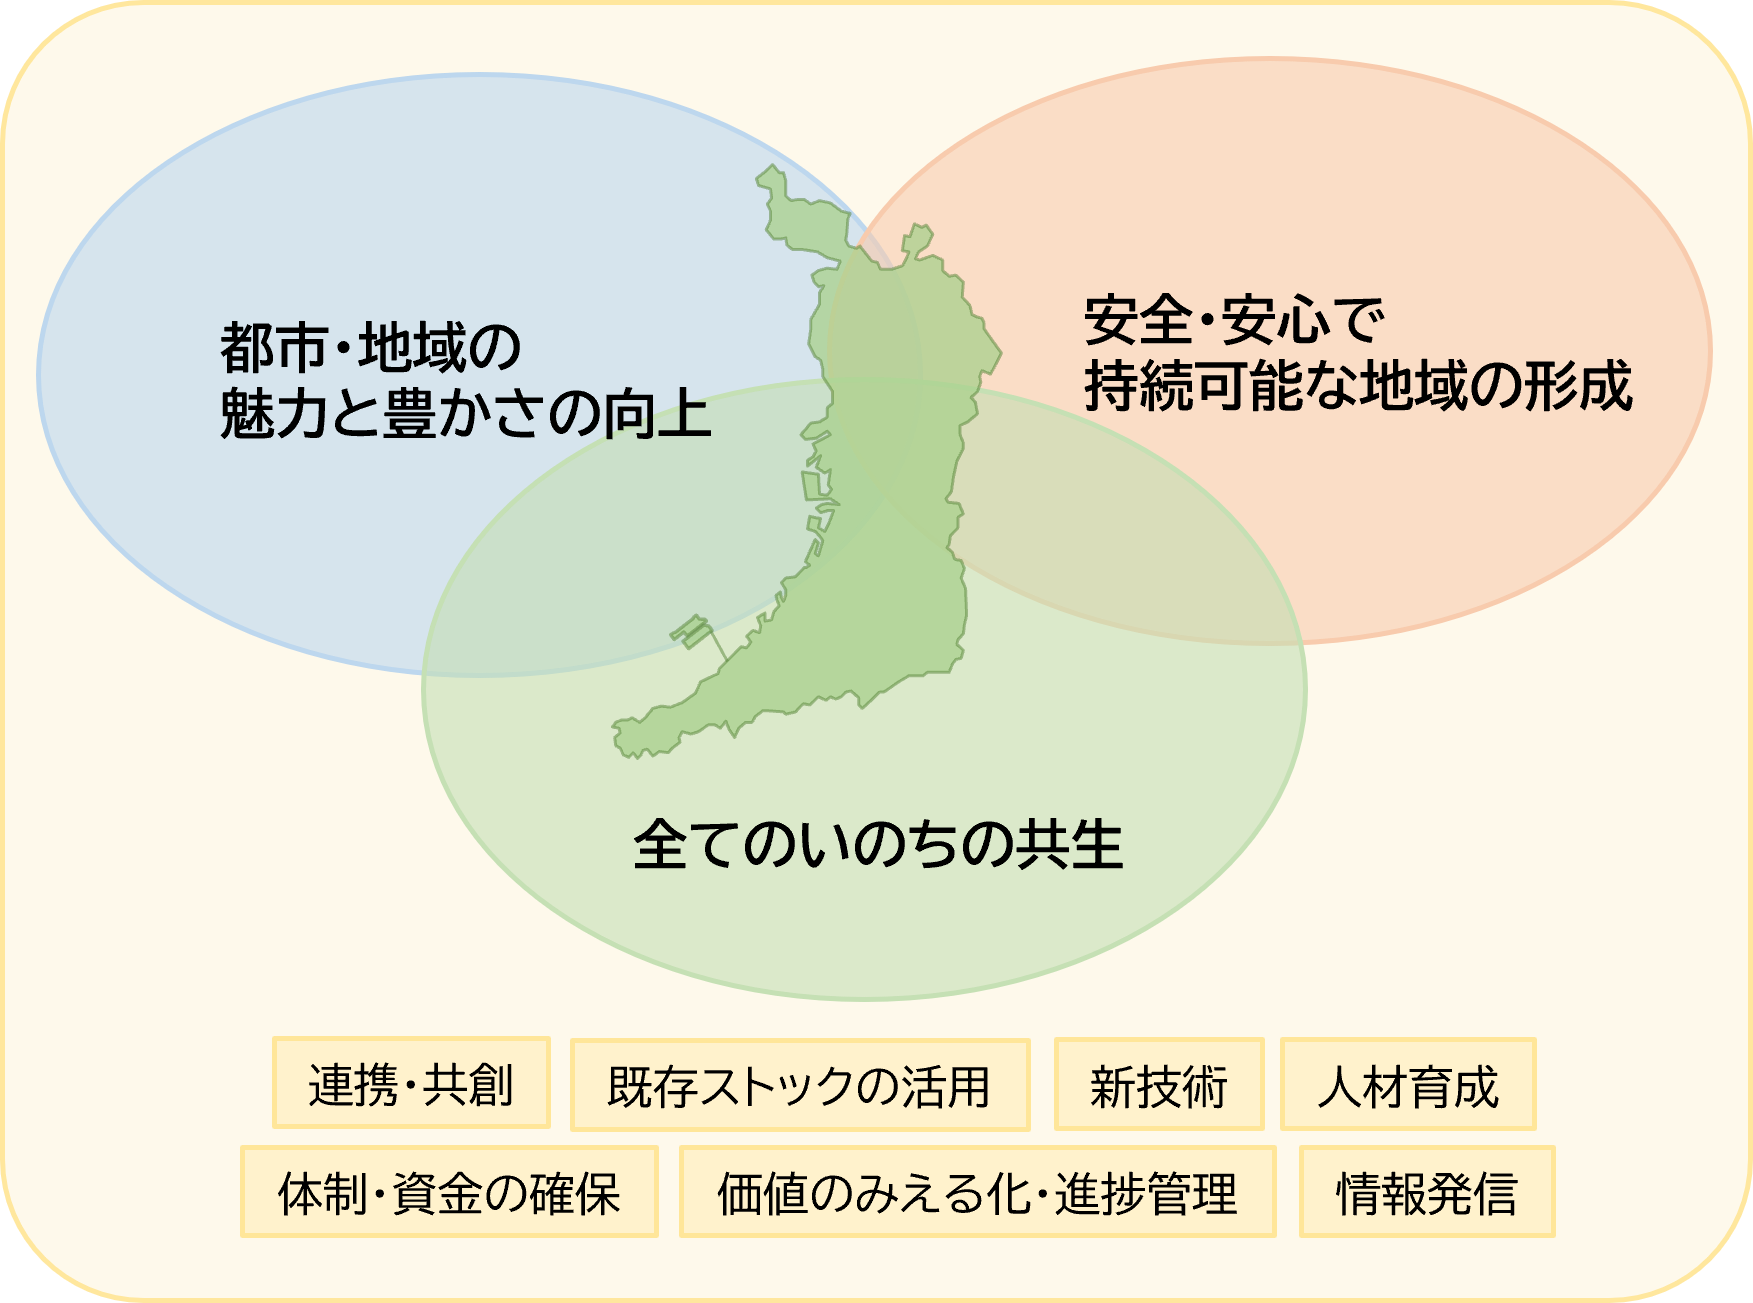 都市・地域の
魅力と豊かさの向上
安全・安心で
持続可能な地域の形成
全てのいのちの共生
連携・共創
既存ストックの活用
新技術
人材育成
体制・資金の確保
価値のみえる化・進捗管理
情報発信